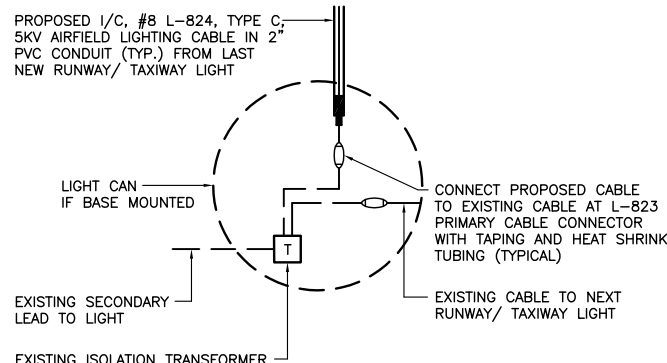 PROPOSED I/C, #8 L-824, TYPE C,
5KV AIRFIELD LIGHTING CABLE IN 2"
PVC CONDUIT (TYP.) FROM LAST
NEW RUNWAY/ TAXIWAY LIGHT
LIGHT CAN
IF BASE MOUNTED
CONNECT PROPOSED CABLE
TO EXISTING CABLE AT L-823
PRIMARY CABLE CONNECTOR
WITH TAPING AND HEAT SHRINK
TUBING (TYPICAL)
T
EXISTING SECONDARY
LEAD TO LIGHT
EXISTING CABLE TO NEXT
RUNWAY/ TAXIWAY LIGHT
EXISTING ISOLATION TRANSFORMER